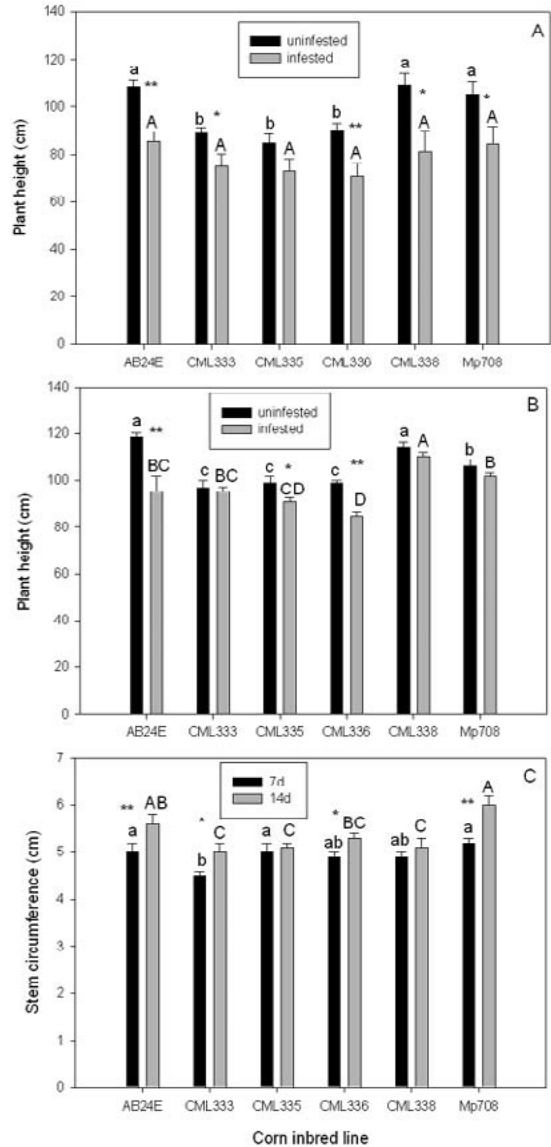 A
uninfested
infested
Plant height (cm)
140
120
100
80
60
40
20
0
a ** A
b * A
b A
b ** A
a * A
a * A
AB24E CML333 CML335 CML330 CML338 Mp708
B
uninfested
infested
Plant height (cm)
140
120
100
80
60
40
20
0
a ** BC
c BC
c * CD
c ** D
a A
b B
AB24E CML333 CML335 CML336 CML338 Mp708
C
7d
14d
Stem circumference (cm)
7
6
5
4
3
2
1
0
** a AB
* b C
a C
* ab BC
ab C
** a A
AB24E CML333 CML335 CML336 CML338 Mp708
Corn inbred line